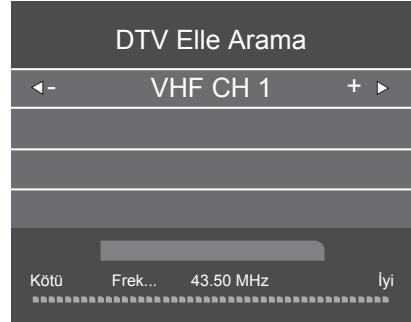 DTV Elle Arama
- VHF CH 1 +
Kötü Frek... 43.50 MHz İyi